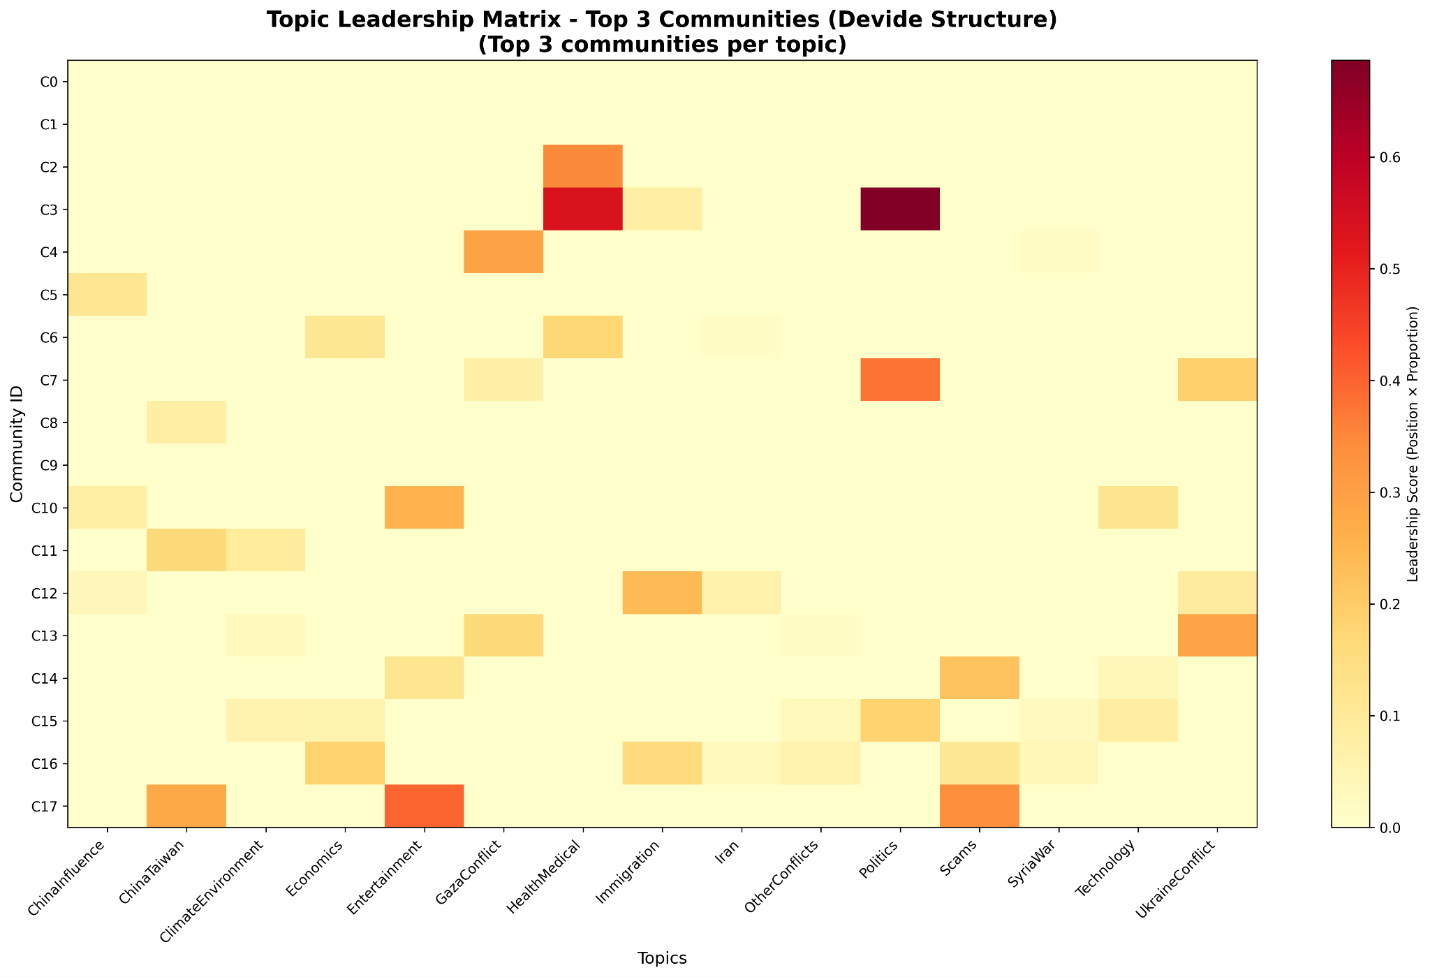 Topic Leadership Matrix - Top 3 Communities (Devide Structure)
(Top 3 communities per topic)
Community ID
C0
C1
C2
C3
C4
C5
C6
C7
C8
C9
C10
C11
C12
C13
C14
C15
C16
C17
ChinaInfluence
ChinaTaiwan
ClimateEnvironment
Economics
Entertainment
GazaConflict
HealthMedical
Immigration
Iran
OtherConflicts
Politics
Scams
SyriaWar
Technology
UkraineConflict
Topics
0.6
0.5
0.4
0.3
0.2
0.1
0.0
Leadership Score (Position × Proportion)